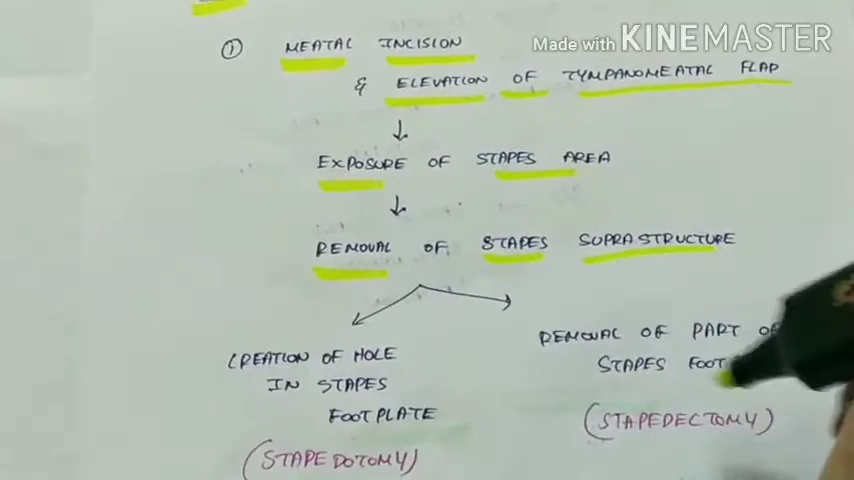 Made with KINEMASTER
① MEATAL INCISION
& ELEVATION OF TYMPANOMEATAL FLAP
↓
EXPOSURE OF STAPES AREA
↓
REMOVAL OF STAPES SUPRASTRUCTURE
CREATION OF HOLE
IN STAPES
FOOTPLATE
(STAPEDOTOMY)
REMOVAL OF PART OF
STAPES FOOT
(STAPEDECTOMY)